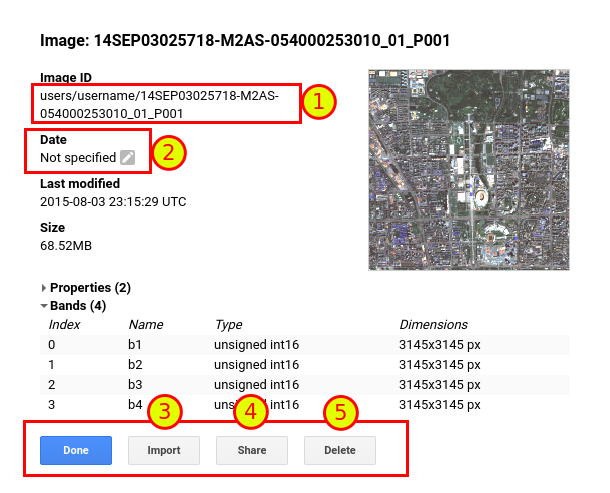 Image: 14SEP03025718-M2AS-054000253010_01_P001
Image ID
users/username/14SEP03025718-M2AS-
054000253010_01_P001
1
Date
Not specified
2
Last modified
2015-08-03 23:15:29 UTC
Size
68.52MB
Properties (2)
Bands (4)
Index Name Type Dimensions
0 b1 unsigned int16 3145x3145 px
1 b2 unsigned int16 3145x3145 px
2 b3 unsigned int16 3145x3145 px
3 b4 unsigned int16 3145x3145 px
3 4 5
Done Import Share Delete